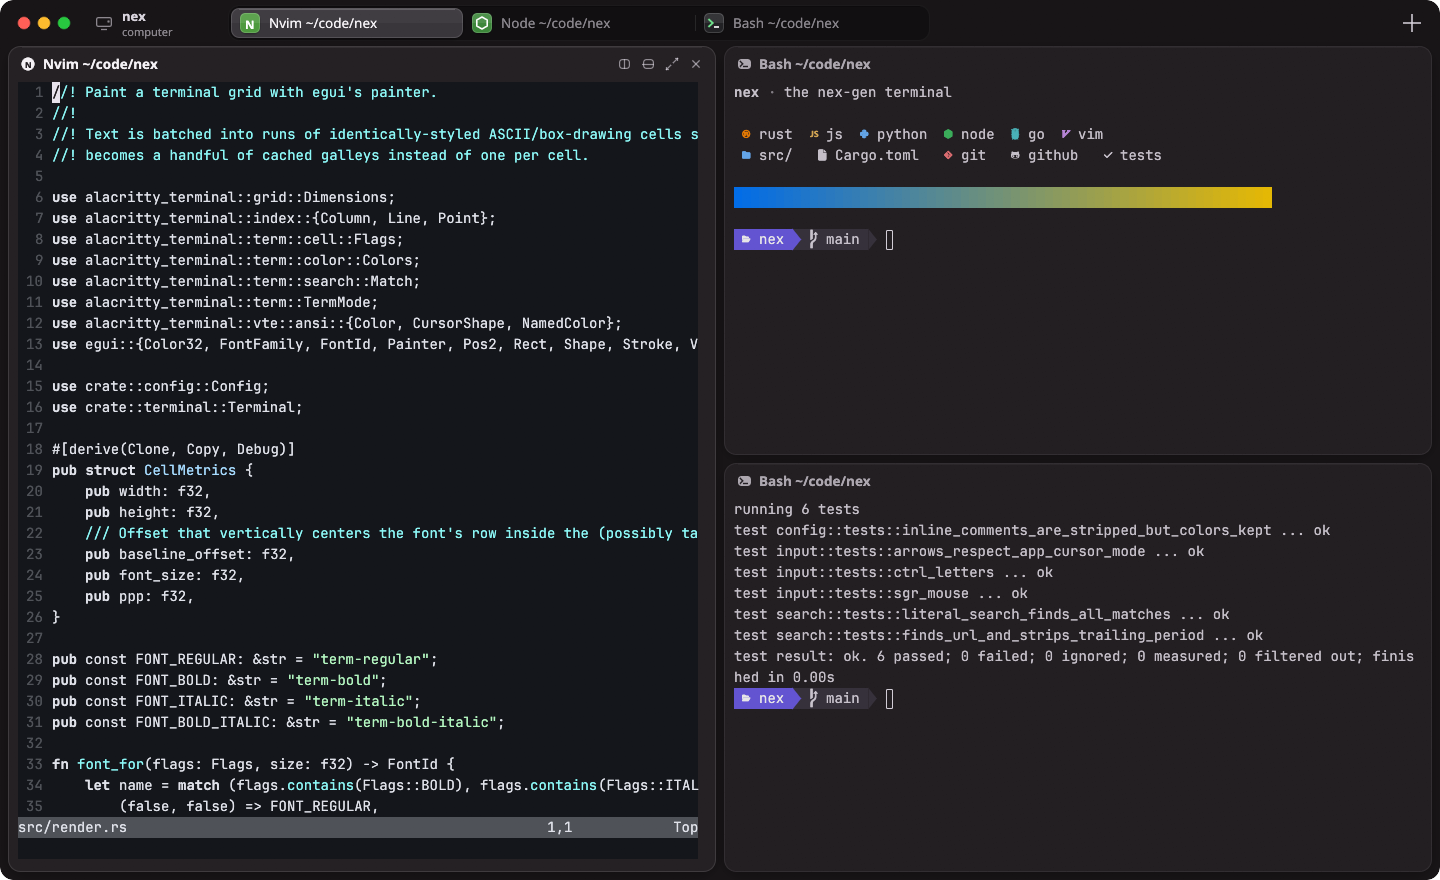 nex
computer
Nvim ~/code/nex
Node ~/code/nex
Bash ~/code/nex
Nvim ~/code/nex
1 //! Paint a terminal grid with egui's painter.
2 //!
3 //! Text is batched into runs of identically-styled ASCII/box-drawing cells s
4 //! becomes a handful of cached galleys instead of one per cell.
5
6 use alacritty_terminal::grid::Dimensions;
7 use alacritty_terminal::index::{Column, Line, Point};
8 use alacritty_terminal::term::cell::Flags;
9 use alacritty_terminal::term::color::Colors;
10 use alacritty_terminal::term::search::Match;
11 use alacritty_terminal::term::TermMode;
12 use alacritty_terminal::vte::ansi::{Color, CursorShape, NamedColor};
13 use egui::{Color32, FontFamily, FontId, Painter, Pos2, Rect, Shape, Stroke, V
14
15 use crate::config::Config;
16 use crate::terminal::Terminal;
17
18 #[derive(Clone, Copy, Debug)]
19 pub struct CellMetrics {
20     pub width: f32,
21     pub height: f32,
22     /// Offset that vertically centers the font's row inside the (possibly ta
23     pub baseline_offset: f32,
24     pub font_size: f32,
25     pub ppp: f32,
26 }
27
28 pub const FONT_REGULAR: &str = "term-regular";
29 pub const FONT_BOLD: &str = "term-bold";
30 pub const FONT_ITALIC: &str = "term-italic";
31 pub const FONT_BOLD_ITALIC: &str = "term-bold-italic";
32
33 fn font_for(flags: Flags, size: f32) -> FontId {
34     let name = match (flags.contains(Flags::BOLD), flags.contains(Flags::ITAL
35         (false, false) => FONT_REGULAR,
src/render.rs 1,1 Top
Bash ~/code/nex
nex · the nex-gen terminal
rust JS js python node go vim
src/ Cargo.toml git github tests
nex main
Bash ~/code/nex
running 6 tests
test config::tests::inline_comments_are_stripped_but_colors_kept ... ok
test input::tests::arrows_respect_app_cursor_mode ... ok
test input::tests::ctrl_letters ... ok
test input::tests::sgr_mouse ... ok
test search::tests::literal_search_finds_all_matches ... ok
test search::tests::finds_url_and_strips_trailing_period ... ok
test result: ok. 6 passed; 0 failed; 0 ignored; 0 measured; 0 filtered out; finis
hed in 0.00s
nex main